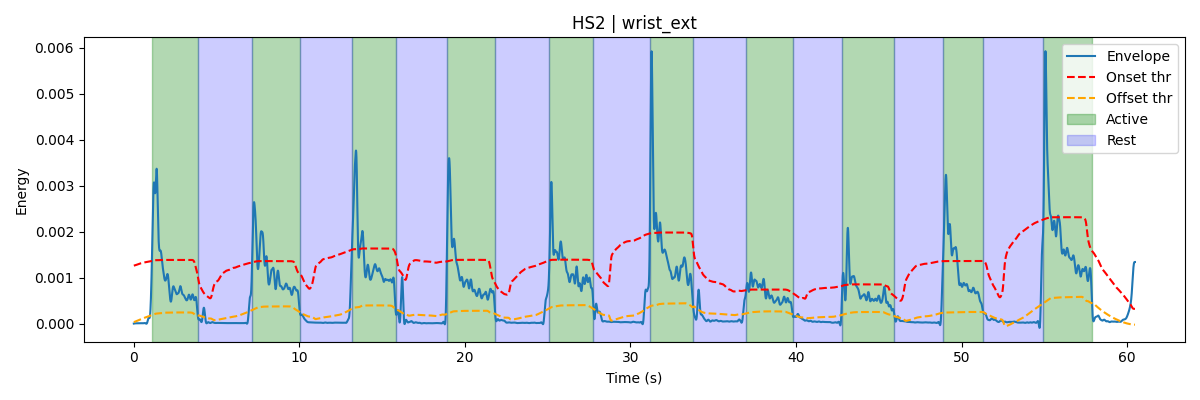 HS2 | wrist_ext
Energy
0.006
0.005
0.004
0.003
0.002
0.001
0.000
Envelope
Onset thr
Offset thr
Active
Rest
0 10 20 30 40 50 60
Time (s)